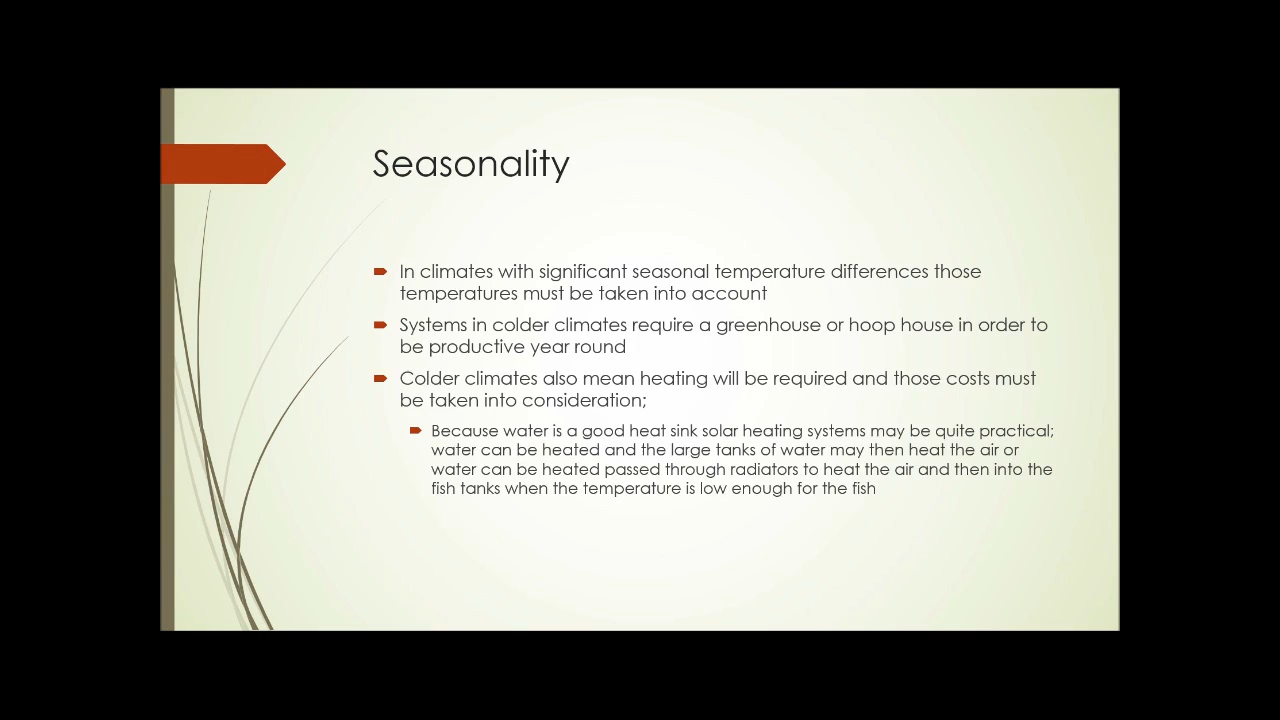 Seasonality
In climates with significant seasonal temperature differences those
temperatures must be taken into account
Systems in colder climates require a greenhouse or hoop house in order to
be productive year round
Colder climates also mean heating will be required and those costs must
be taken into consideration;
Because water is a good heat sink solar heating systems may be quite practical;
water can be heated and the large tanks of water may then heat the air or
water can be heated passed through radiators to heat the air and then into the
fish tanks when the temperature is low enough for the fish